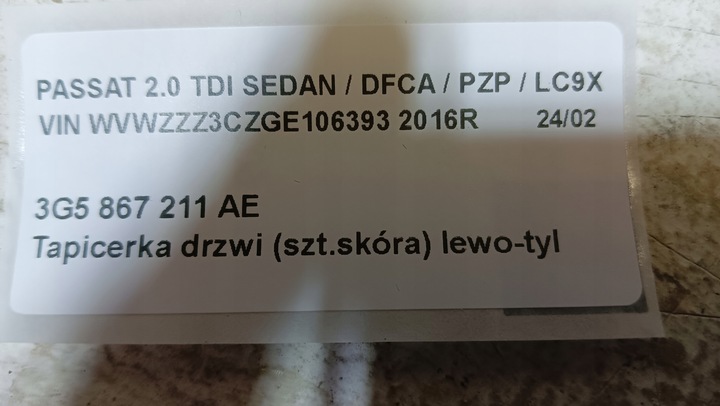 PASSAT 2.0 TDI SEDAN / DFCA / PZP / LC9X
VIN WVWZZZ3CZGE106393 2016R 24/02
3G5 867 211 AE
Tapicerka drzwi (szt.skóra) lewo-tyl